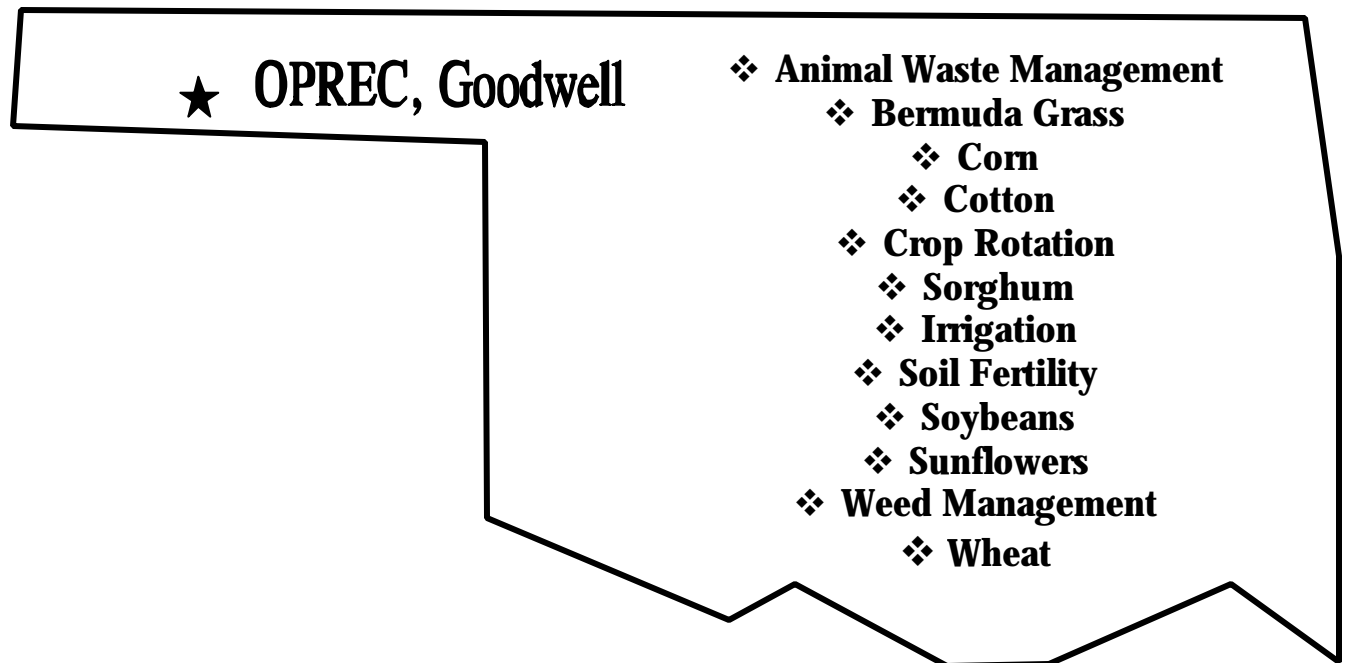 OPREC, Goodwell
❖ Animal Waste Management
❖ Bermuda Grass
❖ Corn
❖ Cotton
❖ Crop Rotation
❖ Sorghum
❖ Irrigation
❖ Soil Fertility
❖ Soybeans
❖ Sunflowers
❖ Weed Management
❖ Wheat